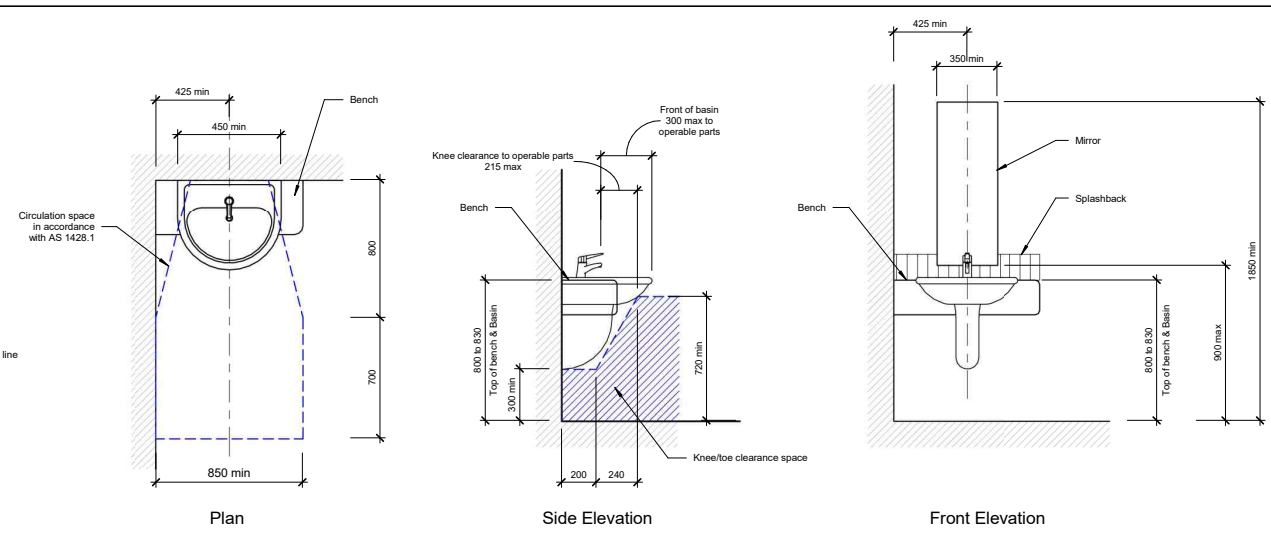 425 min
450 min
Bench
Circulation space
in accordance
with AS 1428.1
800
700
line
850 min
Plan
Front of basin
300 max to
operable parts
Knee clearance to operable parts
215 max
Bench
800 to 830
Top of bench & Basin
300 min
720 min
Knee/toe clearance space
200
240
Side Elevation
425 min
350 min
Mirror
Bench
Splashback
1850 min
800 to 830
Top of bench & Basin
900 max
Front Elevation